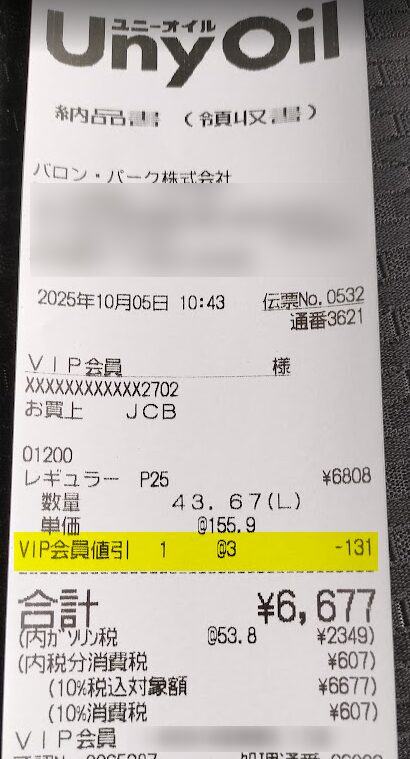 ユニーオイル
UnyOil
納品書 (領収書)
バロン・パーク株式会社
2025年10月05日 10:43 伝票No.0532
通番3621
VIP会員 様
XXXXXXXXXXXX2702
お買上 JCB
01200
レギュラー P25 ¥6808
数量 43.67(L)
単価 @155.9
VIP会員値引 1 @3 -131
合計 ¥6,677
(内ガソリン税 @53.8 ¥2349)
(内税分消費税 ¥607)
(10%税込対象額 ¥6677)
(10%消費税 ¥607)
VIP会員